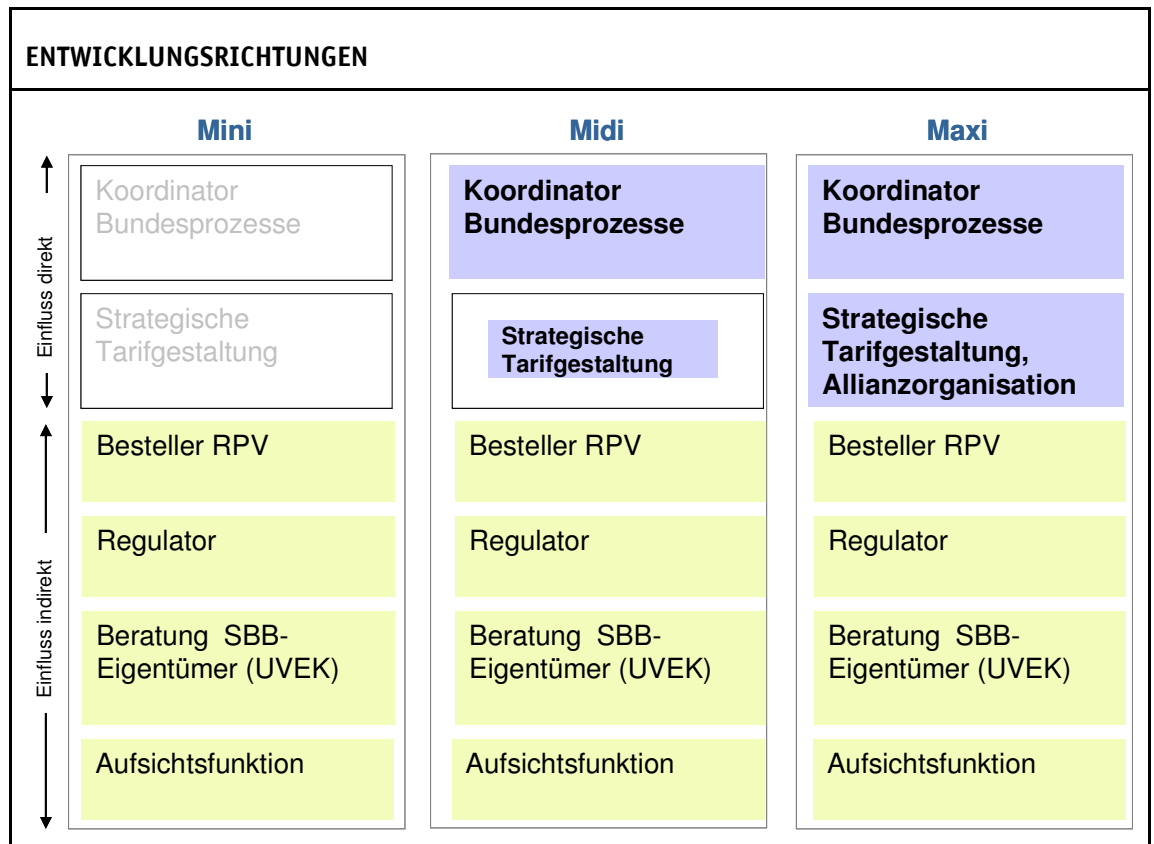 ENTWICKLUNGSRICHTUNGEN
Mini
Midi
Maxi
Einfluss direkt
Einfluss indirekt
Koordinator
Bundesprozesse
Strategische
Tarifgestaltung
Besteller RPV
Regulator
Beratung SBB-
Eigentümer (UVEK)
Aufsichtsfunktion
Koordinator
Bundesprozesse
Strategische
Tarifgestaltung
Besteller RPV
Regulator
Beratung SBB-
Eigentümer (UVEK)
Aufsichtsfunktion
Koordinator
Bundesprozesse
Strategische
Tarifgestaltung,
Allianzorganisation
Besteller RPV
Regulator
Beratung SBB-
Eigentümer (UVEK)
Aufsichtsfunktion